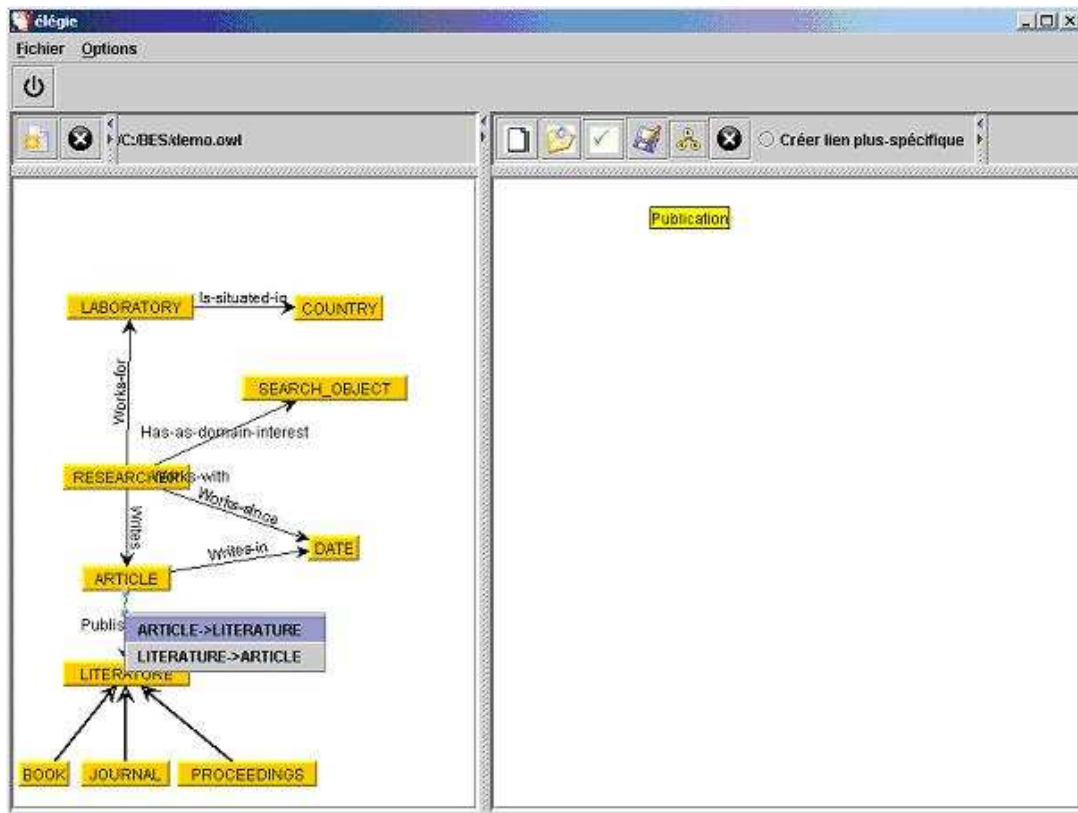 élégie
Fichier Options
/C:/BES/demo.owl
Créer lien plus-spécifique
Publication
LABORATORY
Is-situated-in
COUNTRY
Works-for
SEARCH_OBJECT
Has-as-domain-interest
RESEARCHER
Works-with
Works-since
Writes
Writes-in
DATE
ARTICLE
Publis
ARTICLE->LITERATURE
LITERATURE->ARTICLE
LITERATURE
BOOK JOURNAL PROCEEDINGS